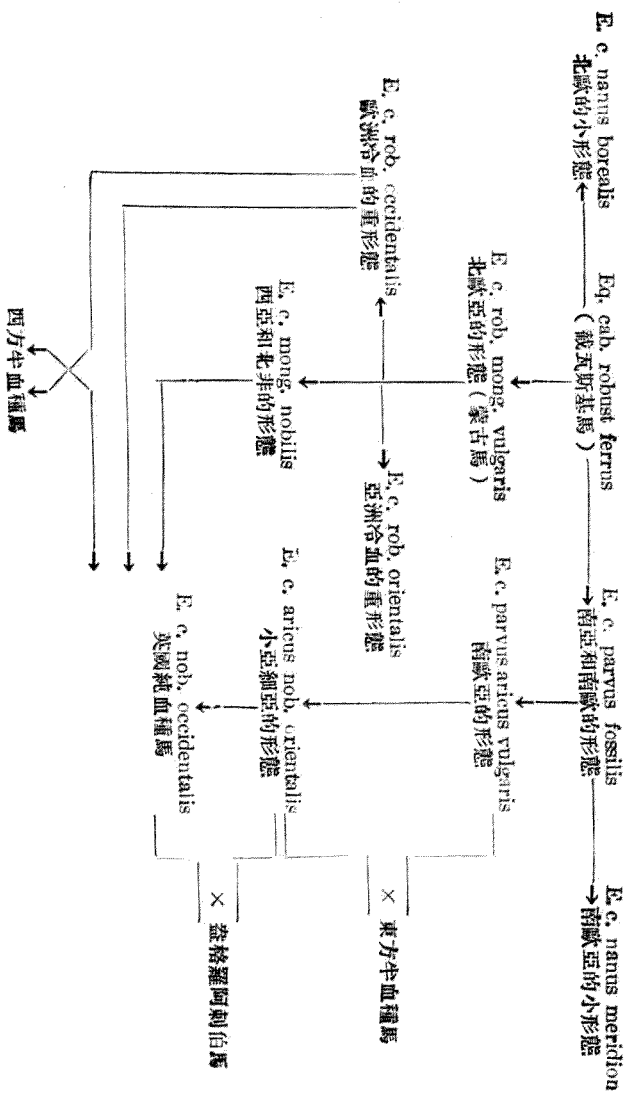 E. c. nanus borealis
北歐的小形態
Eq. cab. robust ferrus
(戴瓦斯基馬)
E. c. parvus fossilis
南亞和南歐的形態
E. c. nanus meridion
南歐亞的小形態
E. c. rob. mong. vulgaris
北歐亞的形態(蒙古馬)
E. c. parvus aricus vulgaris
南歐亞的形態
E. c. rob. occidentalis
歐洲冷血的重形態
E. c. rob. orientalis
亞洲冷血的重形態
× 東方半血種馬
E. c. mong. nobilis
西亞和北非的形態
E. c. aricus nob. orientalis
小亞細亞的形態
E. c. nob. occidentalis
英國純血種馬
× 盎格羅阿剌伯馬
西方半血種馬